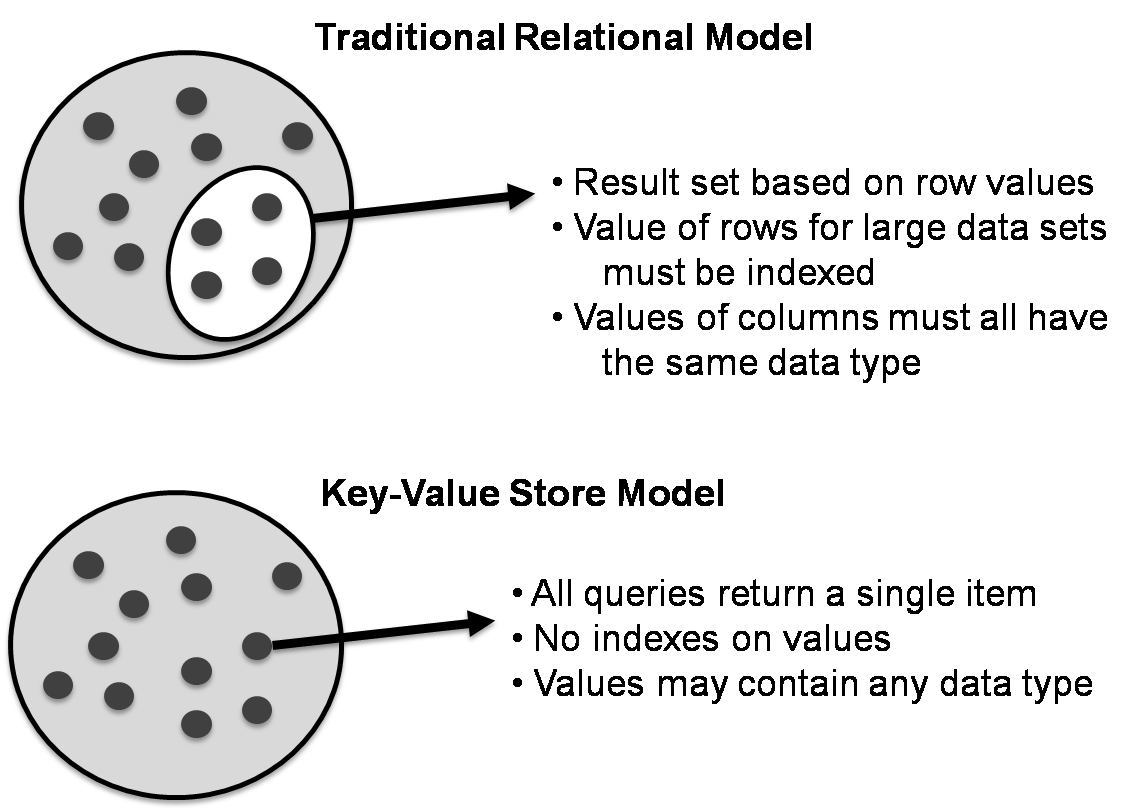 Traditional Relational Model
• Result set based on row values
• Value of rows for large data sets
must be indexed
• Values of columns must all have
the same data type
Key-Value Store Model
• All queries return a single item
• No indexes on values
• Values may contain any data type